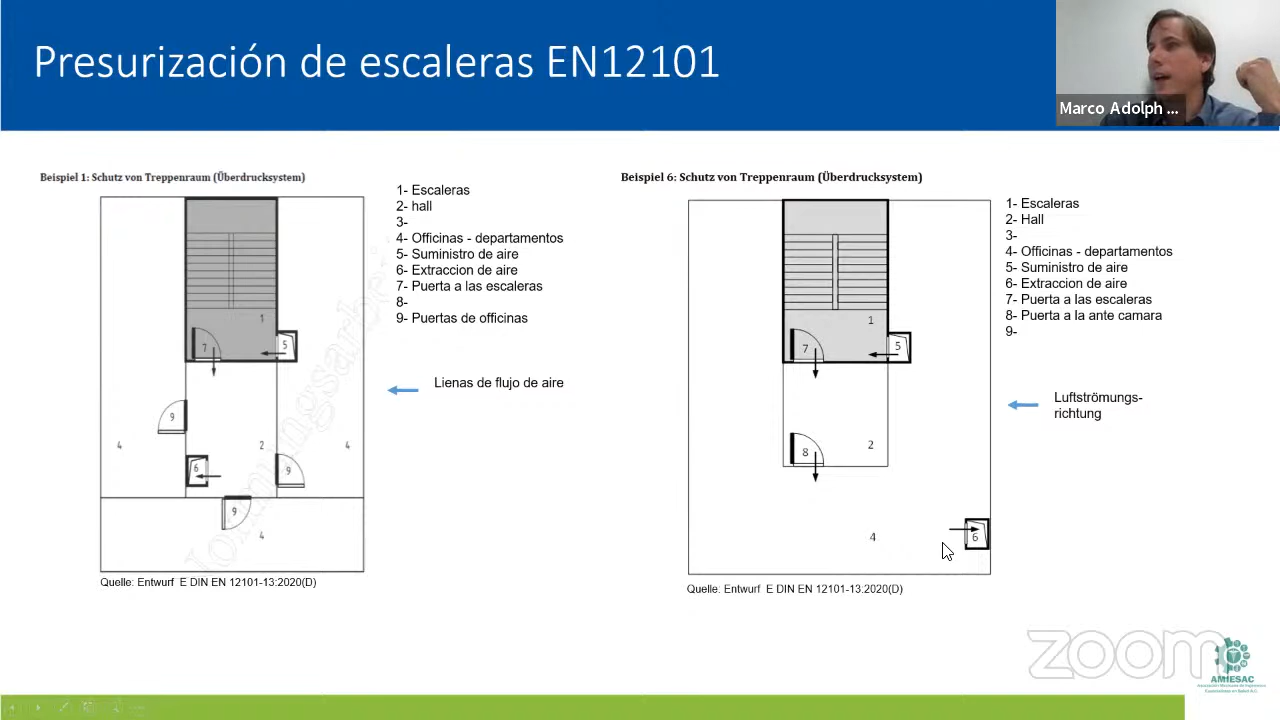 Presurización de escaleras EN12101
Marco Adolph ...
Beispiel 1: Schutz von Treppenraum (Überdrucksystem)
1- Escaleras
2- hall
3-
4- Officinas - departamentos
5- Suministro de aire
6- Extraccion de aire
7- Puerta a las escaleras
8-
9- Puertas de officinas
Lienas de flujo de aire
1
7
5
9
4
2
4
6
9
9
4
Quelle: Entwurf E DIN EN 12101-13:2020(D)
Beispiel 6: Schutz von Treppenraum (Überdrucksystem)
1- Escaleras
2- Hall
3-
4- Officinas - departamentos
5- Suministro de aire
6- Extraccion de aire
7- Puerta a las escaleras
8- Puerta a la ante camara
9-
Luftströmungs-
richtung
1
7
5
8
2
4
6
Quelle: Entwurf E DIN EN 12101-13:2020(D)
zoom
AMIESAC